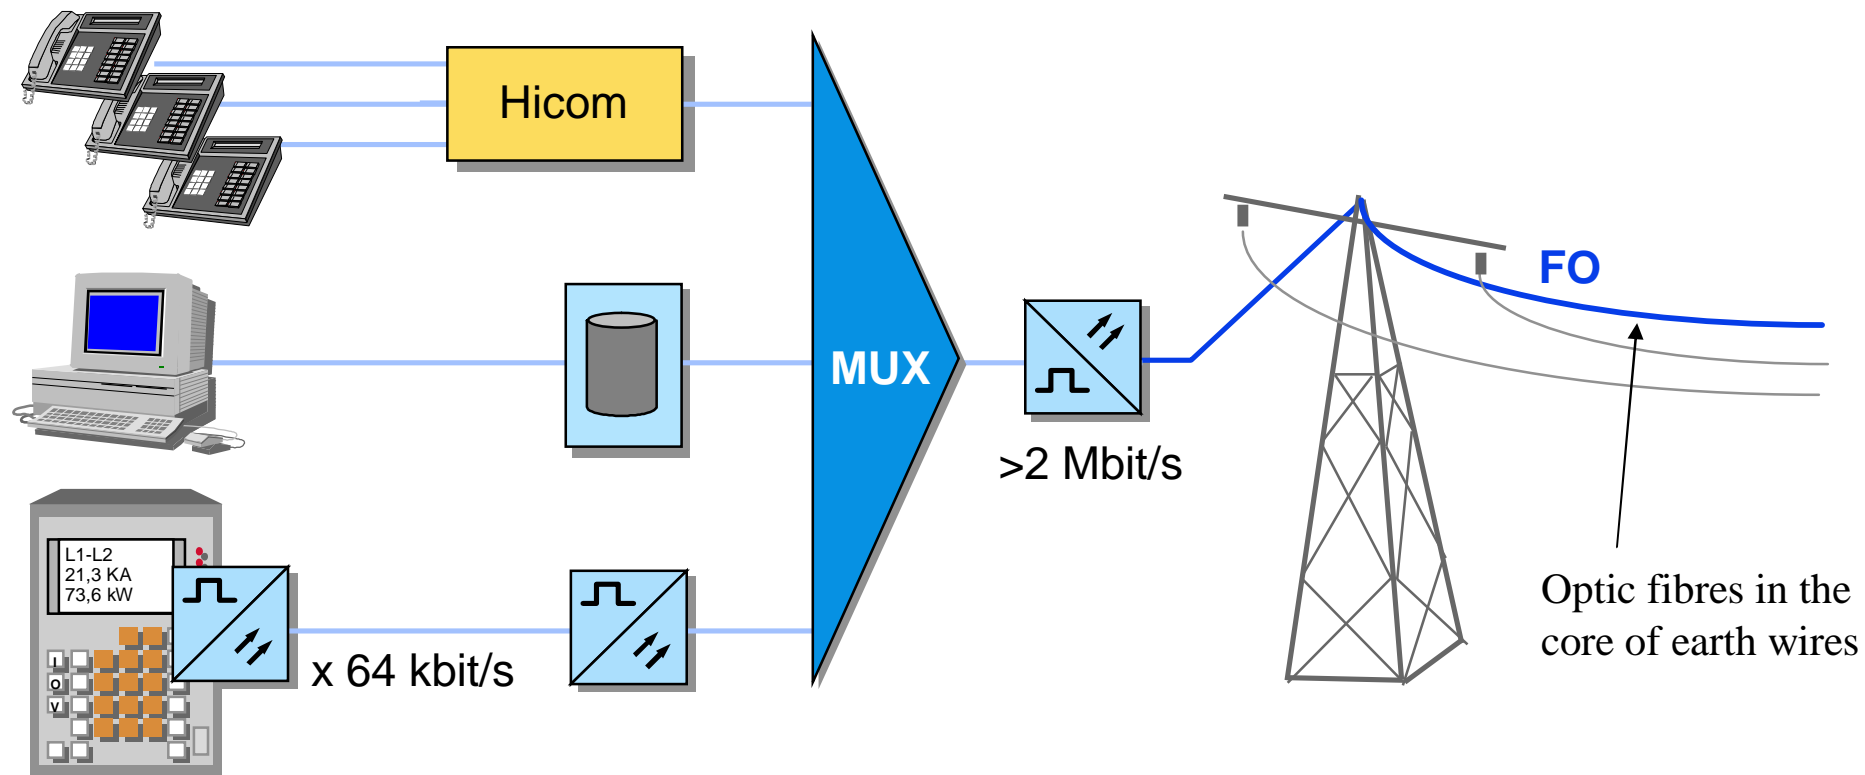 Hicom
MUX
>2 Mbit/s
FO
Optic fibres in the
core of earth wires
L1-L2
21,3 KA
73,6 kW
I
O
V
x 64 kbit/s